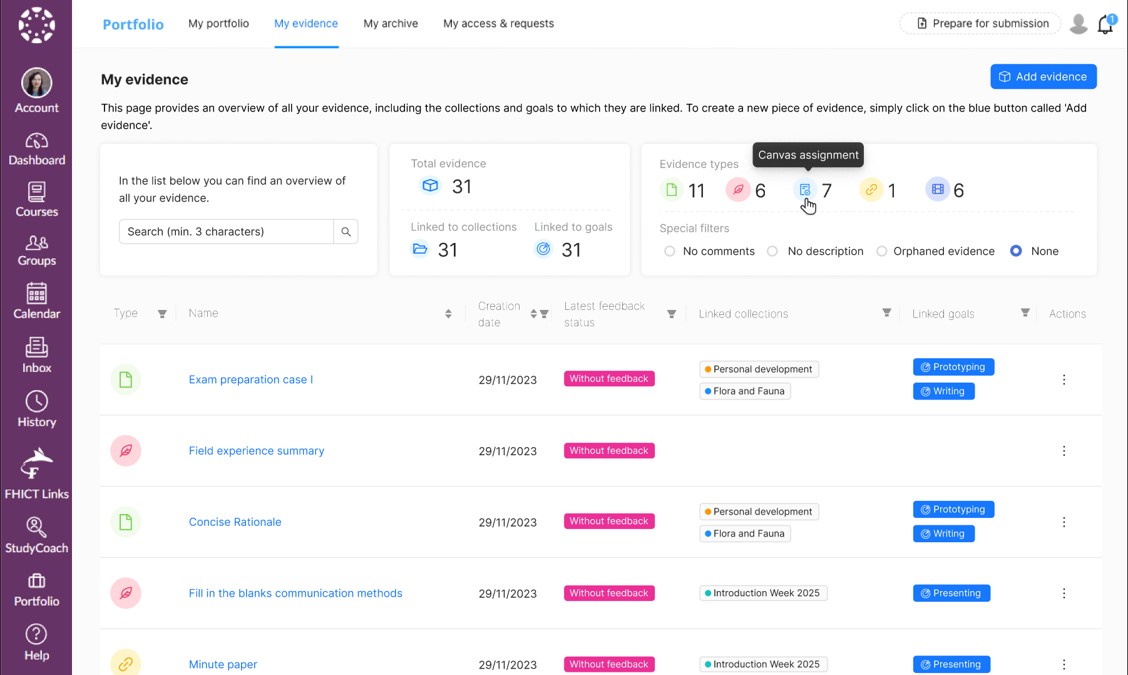 Portfolio
My portfolio
My evidence
My archive
My access & requests
Prepare for submission
1
Account
Dashboard
Courses
Groups
Calendar
Inbox
History
FHICT Links
StudyCoach
Portfolio
Help
My evidence
Add evidence
This page provides an overview of all your evidence, including the collections and goals to which they are linked. To create a new piece of evidence, simply click on the blue button called 'Add
evidence'.
In the list below you can find an overview of
all your evidence.
Search (min. 3 characters)
Total evidence
31
Linked to collections
31
Linked to goals
31
Evidence types
Canvas assignment
11 6 7 1 6
Special filters
No comments No description Orphaned evidence None
Type Name Creation date Latest feedback status Linked collections Linked goals Actions
Exam preparation case I 29/11/2023 Without feedback Personal development Prototyping
Flora and Fauna Writing
Field experience summary 29/11/2023 Without feedback
Concise Rationale 29/11/2023 Without feedback Personal development Prototyping
Flora and Fauna Writing
Fill in the blanks communication methods 29/11/2023 Without feedback Introduction Week 2025 Presenting
Minute paper 29/11/2023 Without feedback Introduction Week 2025 Presenting